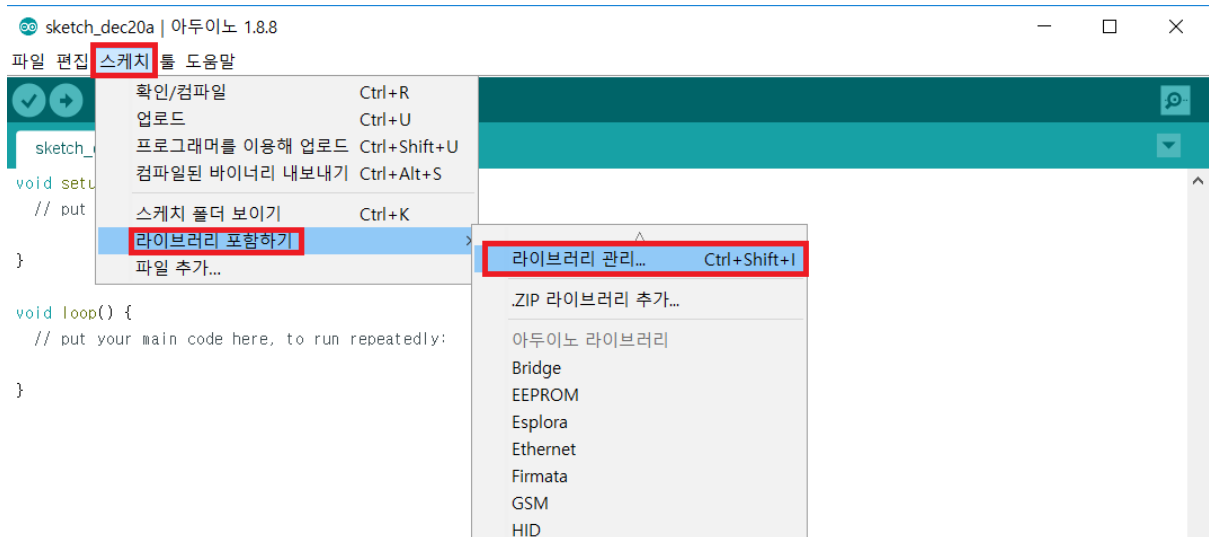 sketch_dec20a | 아두이노 1.8.8
파일 편집 스케치 툴 도움말
확인/컴파일 Ctrl+R
업로드 Ctrl+U
프로그래머를 이용해 업로드 Ctrl+Shift+U
컴파일된 바이너리 내보내기 Ctrl+Alt+S
스케치 폴더 보이기 Ctrl+K
라이브러리 포함하기
파일 추가...
라이브러리 관리... Ctrl+Shift+I
.ZIP 라이브러리 추가...
아두이노 라이브러리
Bridge
EEPROM
Esplora
Ethernet
Firmata
GSM
HID
sketch_
void setu
// put
}
void loop() {
// put your main code here, to run repeatedly:
}